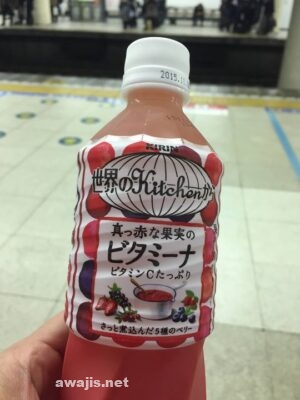 2015.
KIRIN
世界のKitchenから
真っ赤な果実の
ビタミーナ
ビタミンCたっぷり
さっと煮込んだ5種のベリー
awajis.net